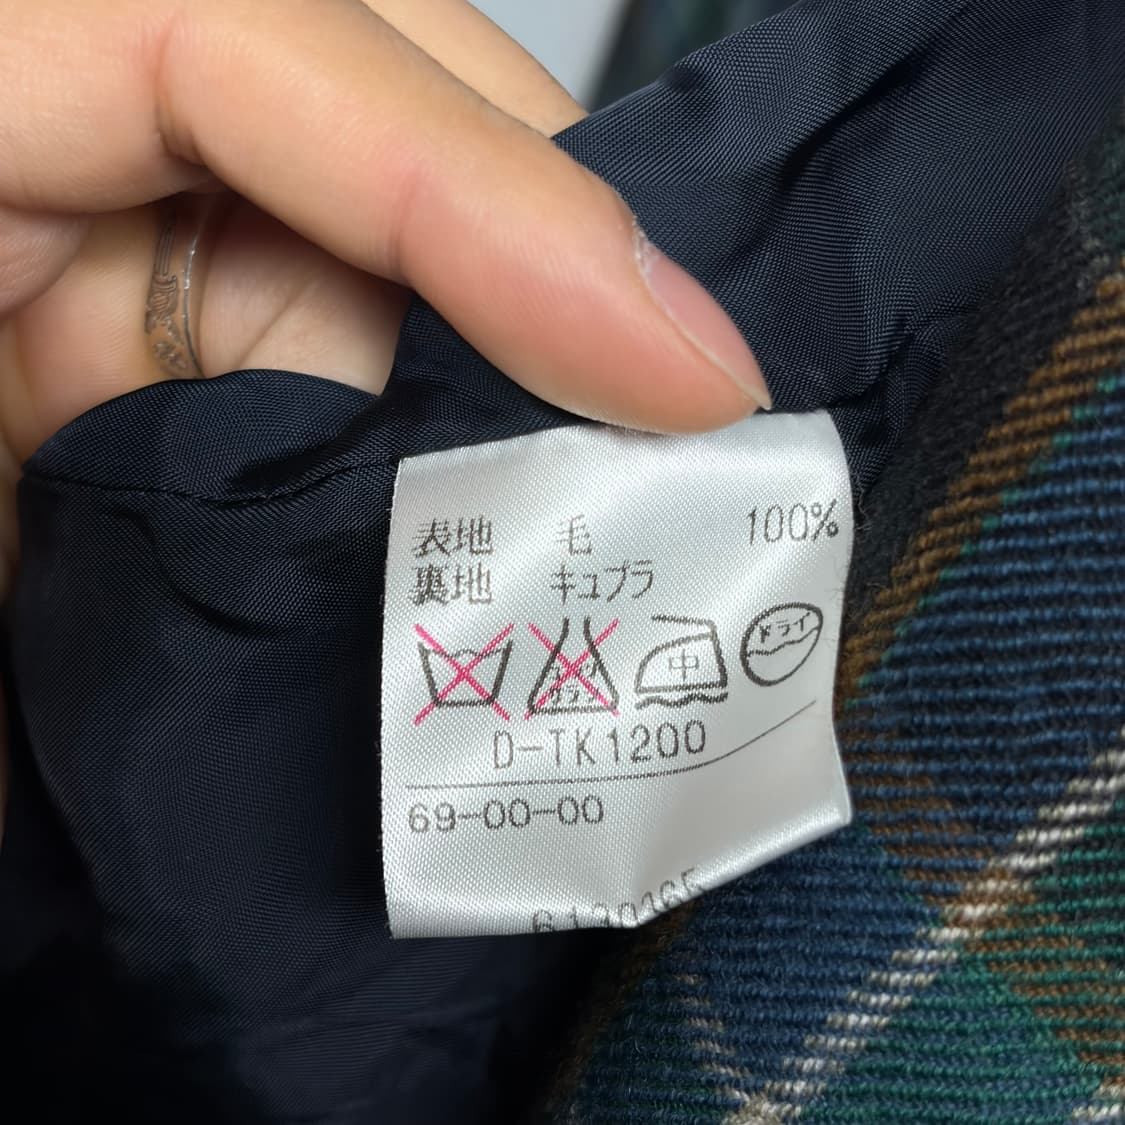 表地 毛 100%
裏地 キュプラ
中 ドライ
D-TK1200
69-00-00